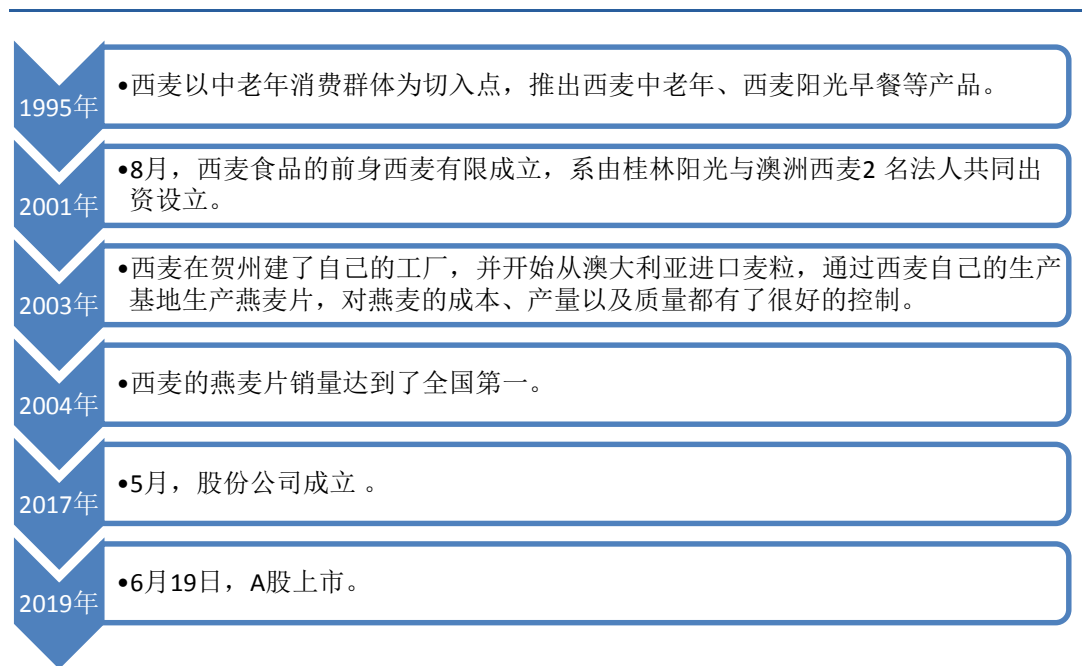 1995年
•西麦以中老年消费群体为切入点，推出西麦中老年、西麦阳光早餐等产品。
2001年
•8月，西麦食品的前身西麦有限成立，系由桂林阳光与澳洲西麦2 名法人共同出
资设立。
2003年
•西麦在贺州建了自己的工厂，并开始从澳大利亚进口麦粒，通过西麦自己的生产
基地生产燕麦片，对燕麦的成本、产量以及质量都有了很好的控制。
2004年
•西麦的燕麦片销量达到了全国第一。
2017年
•5月，股份公司成立 。
2019年
•6月19日，A股上市。